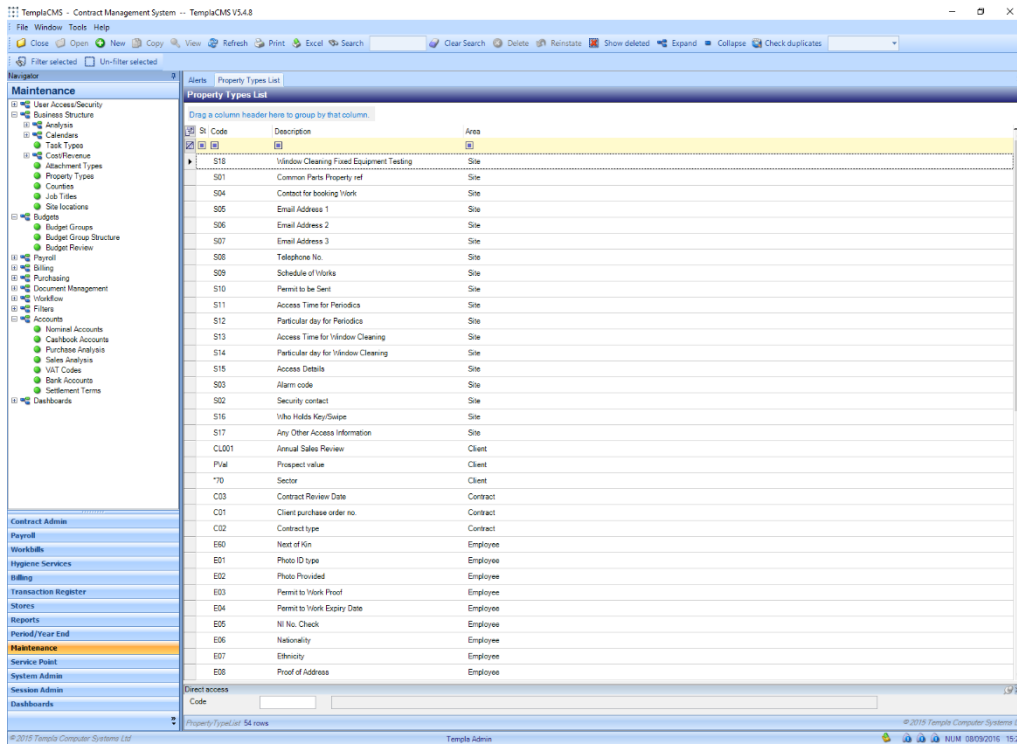 TemplaCMS - Contract Management System -- TemplaCMS V5.4.8
File Window Tools Help
Close Open New Copy View Refresh Print Excel Search Clear Search Delete Reinstate Show deleted Expand Collapse Check duplicates
Filter selected Un-filter selected
Navigator
Maintenance
User Access/Security
Business Structure
Analysis
Calendars
Task Types
Cost/Revenue
Attachment Types
Property Types
Counties
Job Titles
Site locations
Budgets
Budget Groups
Budget Group Structure
Budget Review
Payroll
Billing
Purchasing
Document Management
Workflow
Filters
Accounts
Nominal Accounts
Cashbook Accounts
Purchase Analysis
Sales Analysis
VAT Codes
Bank Accounts
Settlement Terms
Dashboards
Contract Admin
Payroll
Workbills
Hygiene Services
Billing
Transaction Register
Stores
Reports
Period/Year End
Maintenance
Service Point
System Admin
Session Admin
Dashboards
Alerts Property Types List
Property Types List
Drag a column header here to group by that column.
St Code Description Area
S18 Window Cleaning Fixed Equipment Testing Site
S01 Common Parts Property ref Site
S04 Contact for booking Work Site
S05 Email Address 1 Site
S06 Email Address 2 Site
S07 Email Address 3 Site
S08 Telephone No. Site
S09 Schedule of Works Site
S10 Permit to be Sent Site
S11 Access Time for Periodics Site
S12 Particular day for Periodics Site
S13 Access Time for Window Cleaning Site
S14 Particular day for Window Cleaning Site
S15 Access Details Site
S03 Alarm code Site
S02 Security contact Site
S16 Who Holds Key/Swipe Site
S17 Any Other Access Information Site
CL001 Annual Sales Review Client
PVal Prospect value Client
*70 Sector Client
C03 Contract Review Date Contract
C01 Client purchase order no. Contract
C02 Contract type Contract
E60 Next of Kin Employee
E01 Photo ID type Employee
E02 Photo Provided Employee
E03 Permit to Work Proof Employee
E04 Permit to Work Expiry Date Employee
E05 NI No. Check Employee
E06 Nationality Employee
E07 Ethnicity Employee
E08 Proof of Address Employee
Direct access
Code
PropertyTypeList 54 rows
©2015 Templa Computer Systems
©2015 Templa Computer Systems Ltd Templa Admin NUM 08/09/2016